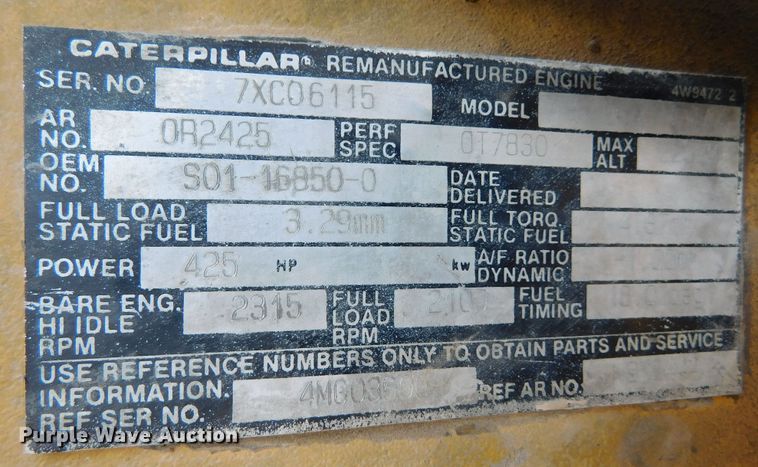 CATERPILLAR® REMANUFACTURED ENGINE 4W9472 2
SER. NO 7XC06115 MODEL
AR NO. 0R2425 PERF SPEC 0T7830 MAX ALT
OEM NO. S01-16850-0 DATE DELIVERED
FULL LOAD STATIC FUEL 3.29mm FULL TORQ STATIC FUEL
POWER 425 HP kw A/F RATIO DYNAMIC
BARE ENG. HI IDLE RPM 2315 FULL LOAD RPM FUEL TIMING
USE REFERENCE NUMBERS ONLY TO OBTAIN PARTS AND SERVICE
INFORMATION.
REF SER NO. REF AR NO.
Purple Wave Auction